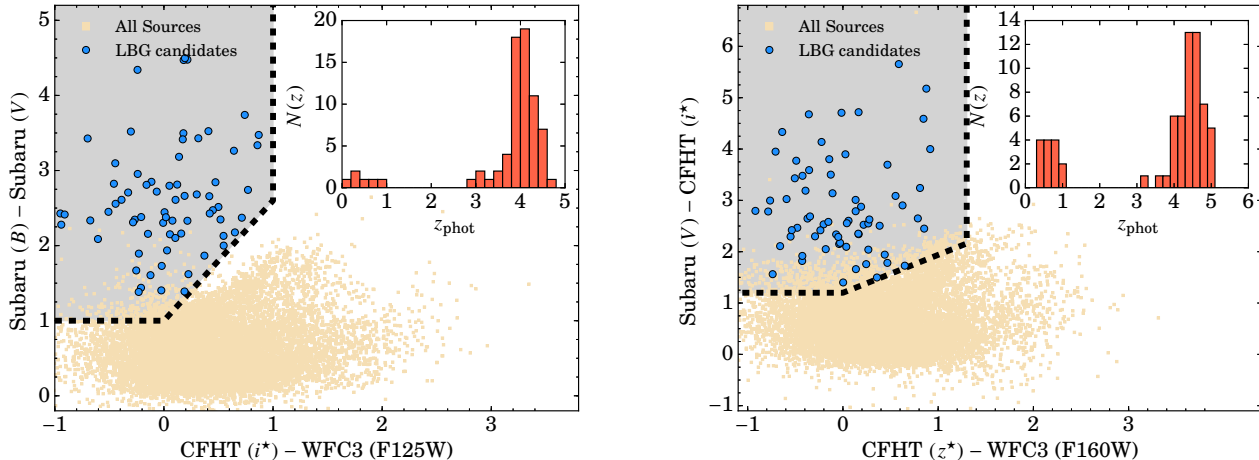 All Sources
LBG candidates
Subaru (B) – Subaru (V)
5
4
3
2
1
0
−1 0 1 2 3
CFHT (i⋆) – WFC3 (F125W)
N(z)
20
15
10
5
0
0 1 2 3 4 5
z_phot
All Sources
LBG candidates
Subaru (V) – CFHT (i⋆)
6
5
4
3
2
1
0
−1
−1 0 1 2 3
CFHT (z⋆) – WFC3 (F160W)
N(z)
14
12
10
8
6
4
2
0
0 1 2 3 4 5 6
z_phot